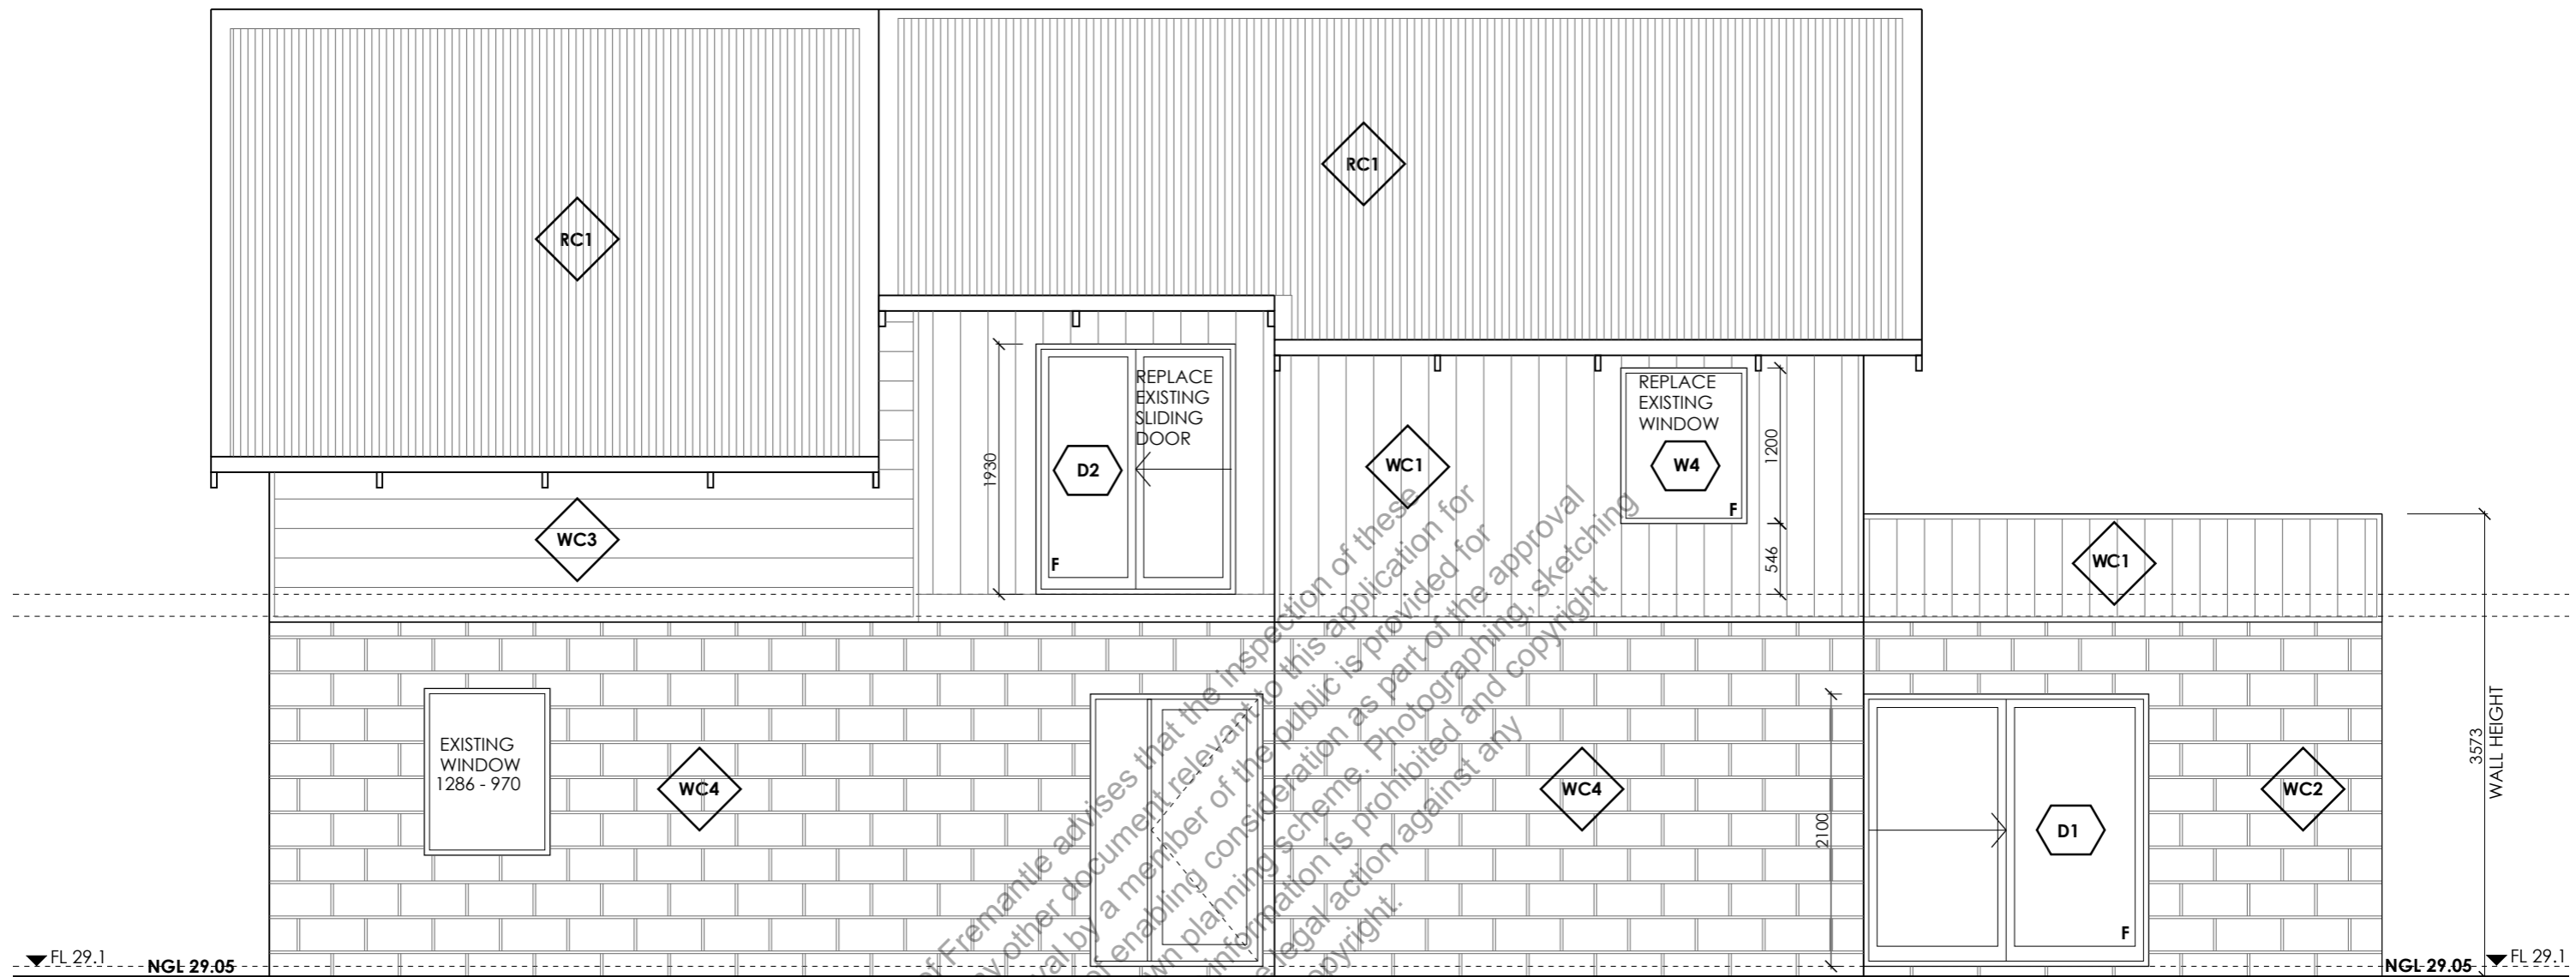 RC1
RC1
REPLACE
EXISTING
SLIDING
DOOR
REPLACE
EXISTING
WINDOW
1930
D2
WC1
W4
1200
F
WC3
F
546
WC1
EXISTING
WINDOW
1286 - 970
WC4
WC4
2100
D1
WC2
F
3573
WALL HEIGHT
FL 29.1
NGL 29.05
NGL 29.05
FL 29.1
of Fremantle advises that the inspection of these
any other document relevant to this application for
by a member of the public is provided for
of enabling consideration as part of the approval
planning scheme. Photographing, sketching
information is prohibited and copyright
legal action against any
copyright.